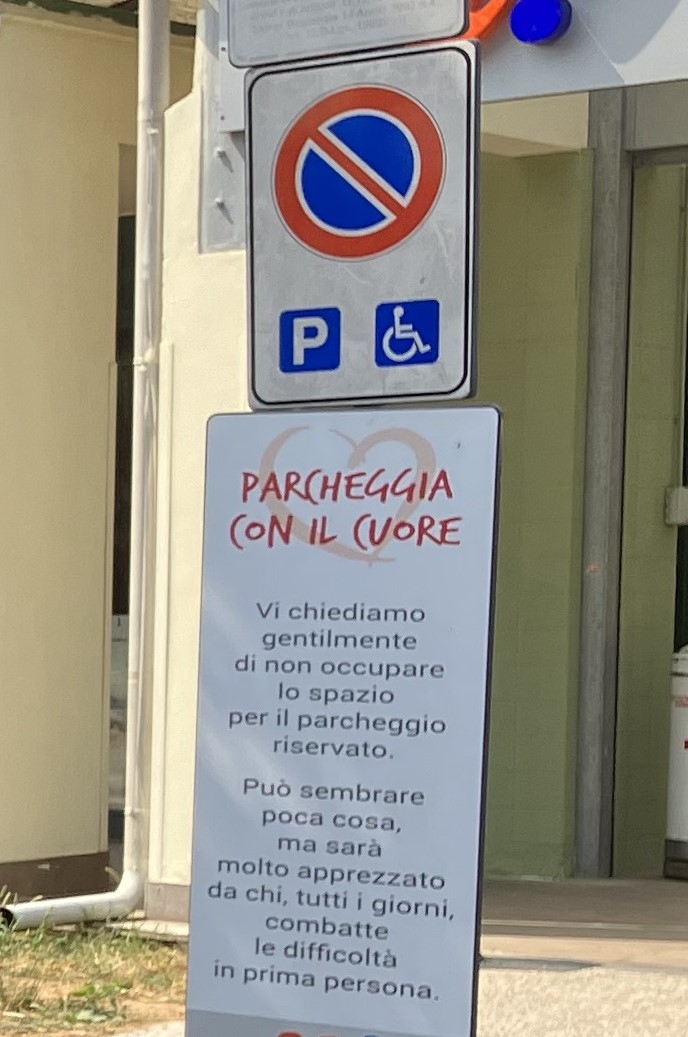 P
PARCHEGGIA
CON IL CUORE
Vi chiediamo
gentilmente
di non occupare
lo spazio
per il parcheggio
riservato.
Può sembrare
poca cosa,
ma sarà
molto apprezzato
da chi, tutti i giorni,
combatte
le difficoltà
in prima persona.